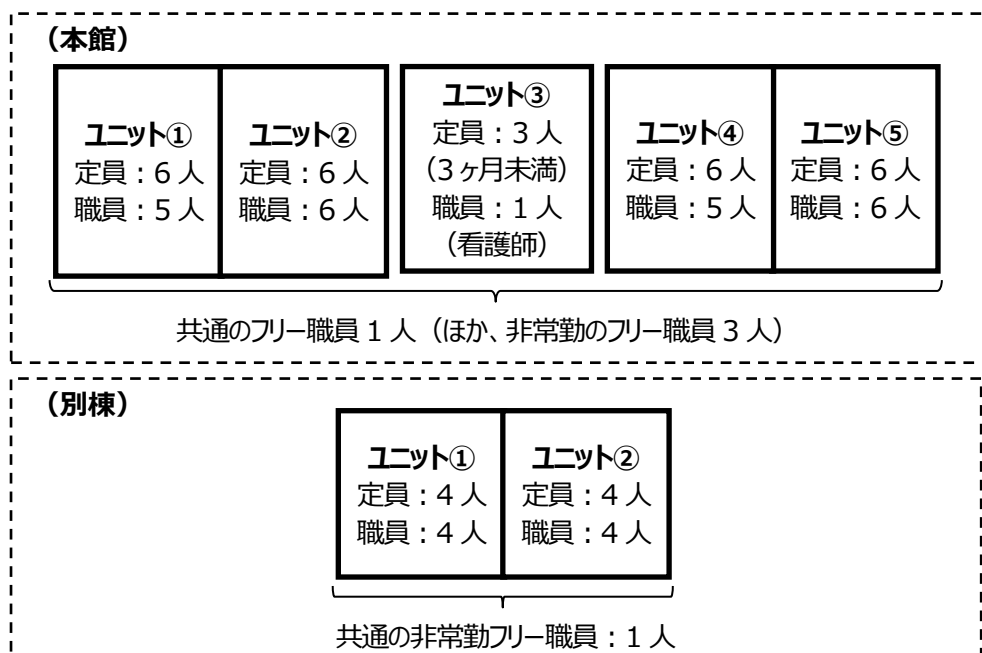 （本館）
ユニット①
定員：６人
職員：５人
ユニット②
定員：６人
職員：６人
ユニット③
定員：３人
（３ヶ月未満）
職員：１人
（看護師）
ユニット④
定員：６人
職員：５人
ユニット⑤
定員：６人
職員：６人
共通のフリー職員１人（ほか、非常勤のフリー職員３人）
（別棟）
ユニット①
定員：４人
職員：４人
ユニット②
定員：４人
職員：４人
共通の非常勤フリー職員：１人